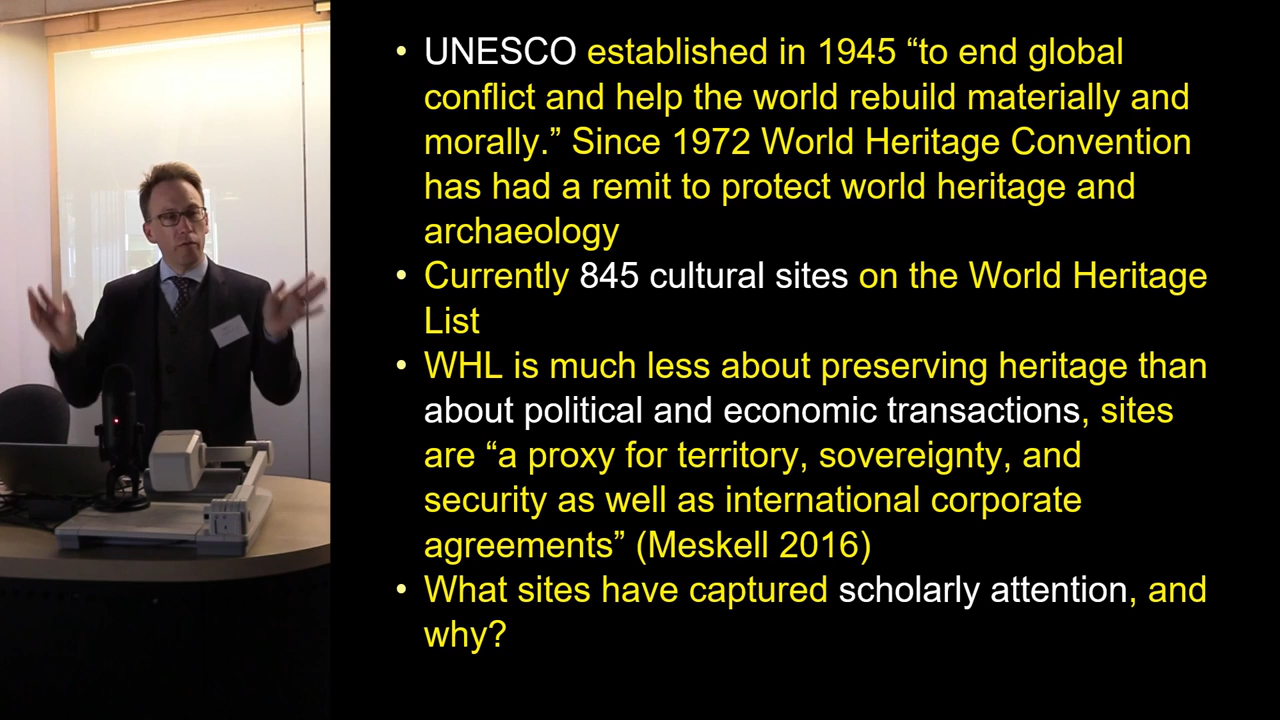 • UNESCO established in 1945 “to end global
conflict and help the world rebuild materially and
morally.” Since 1972 World Heritage Convention
has had a remit to protect world heritage and
archaeology
• Currently 845 cultural sites on the World Heritage
List
• WHL is much less about preserving heritage than
about political and economic transactions, sites
are “a proxy for territory, sovereignty, and
security as well as international corporate
agreements” (Meskell 2016)
• What sites have captured scholarly attention, and
why?